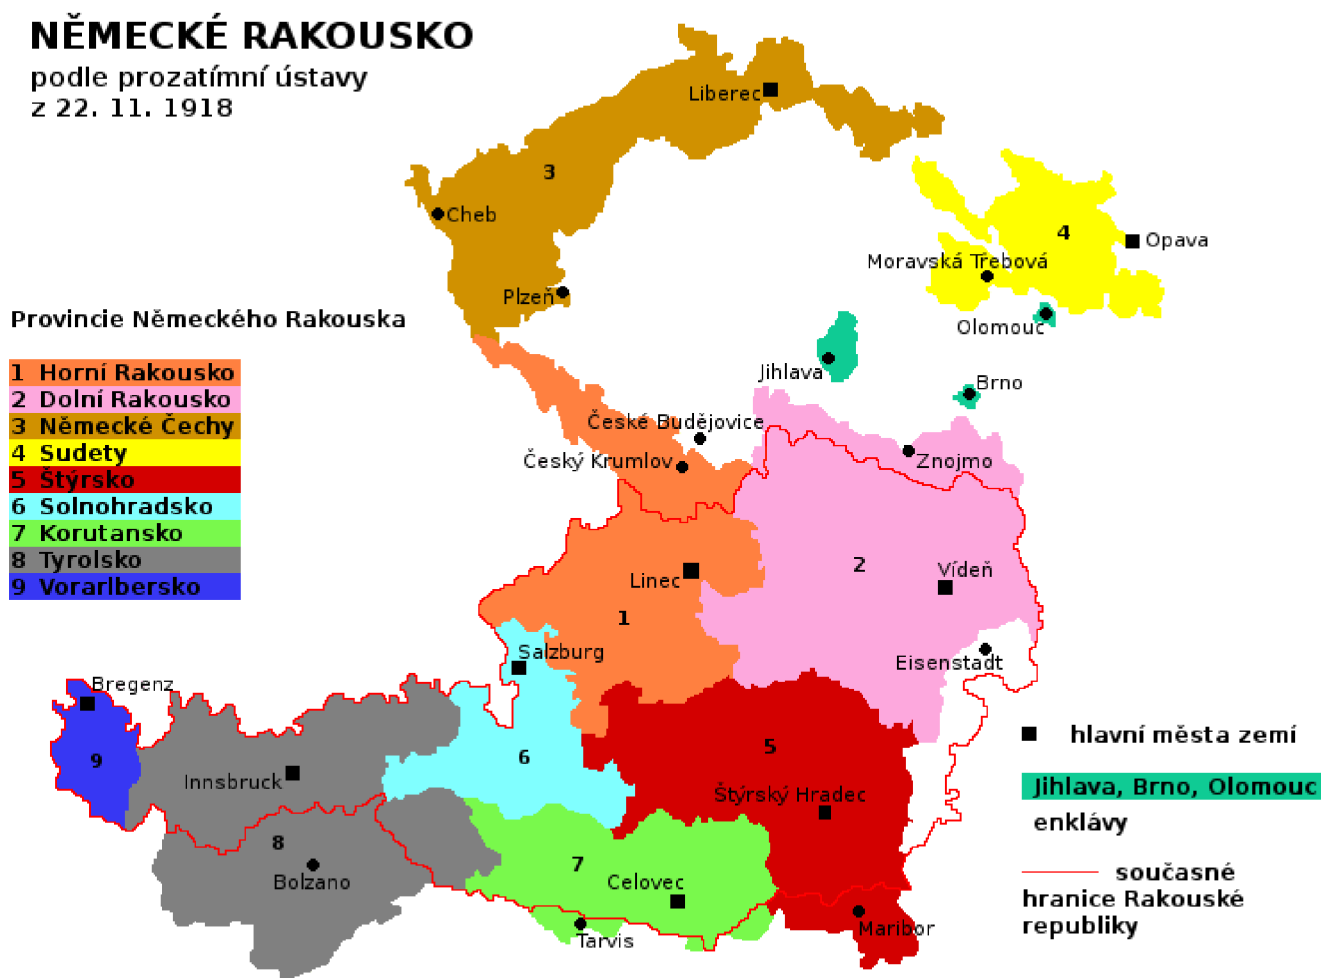 NĚMECKÉ RAKOUSKO
podle prozatímní ústavy
z 22. 11. 1918
Liberec
3
Cheb
4
Opava
Moravská Třebová
Plzeň
Olomouc
Jihlava
Brno
České Budějovice
Český Krumlov
Znojmo
Provincie Německého Rakouska
1 Horní Rakousko
2 Dolní Rakousko
3 Německé Čechy
4 Sudety
5 Štýrsko
6 Solnohradsko
7 Korutansko
8 Tyrolsko
9 Vorarlbersko
2
Linec
Vídeň
1
Salzburg
Eisenstadt
Bregenz
9
Innsbruck
6
5
Štýrský Hradec
8
Bolzano
7
Celovec
Tarvis
Maribor
hlavní města zemí
Jihlava, Brno, Olomouc
enklávy
současné
hranice Rakouské
republiky